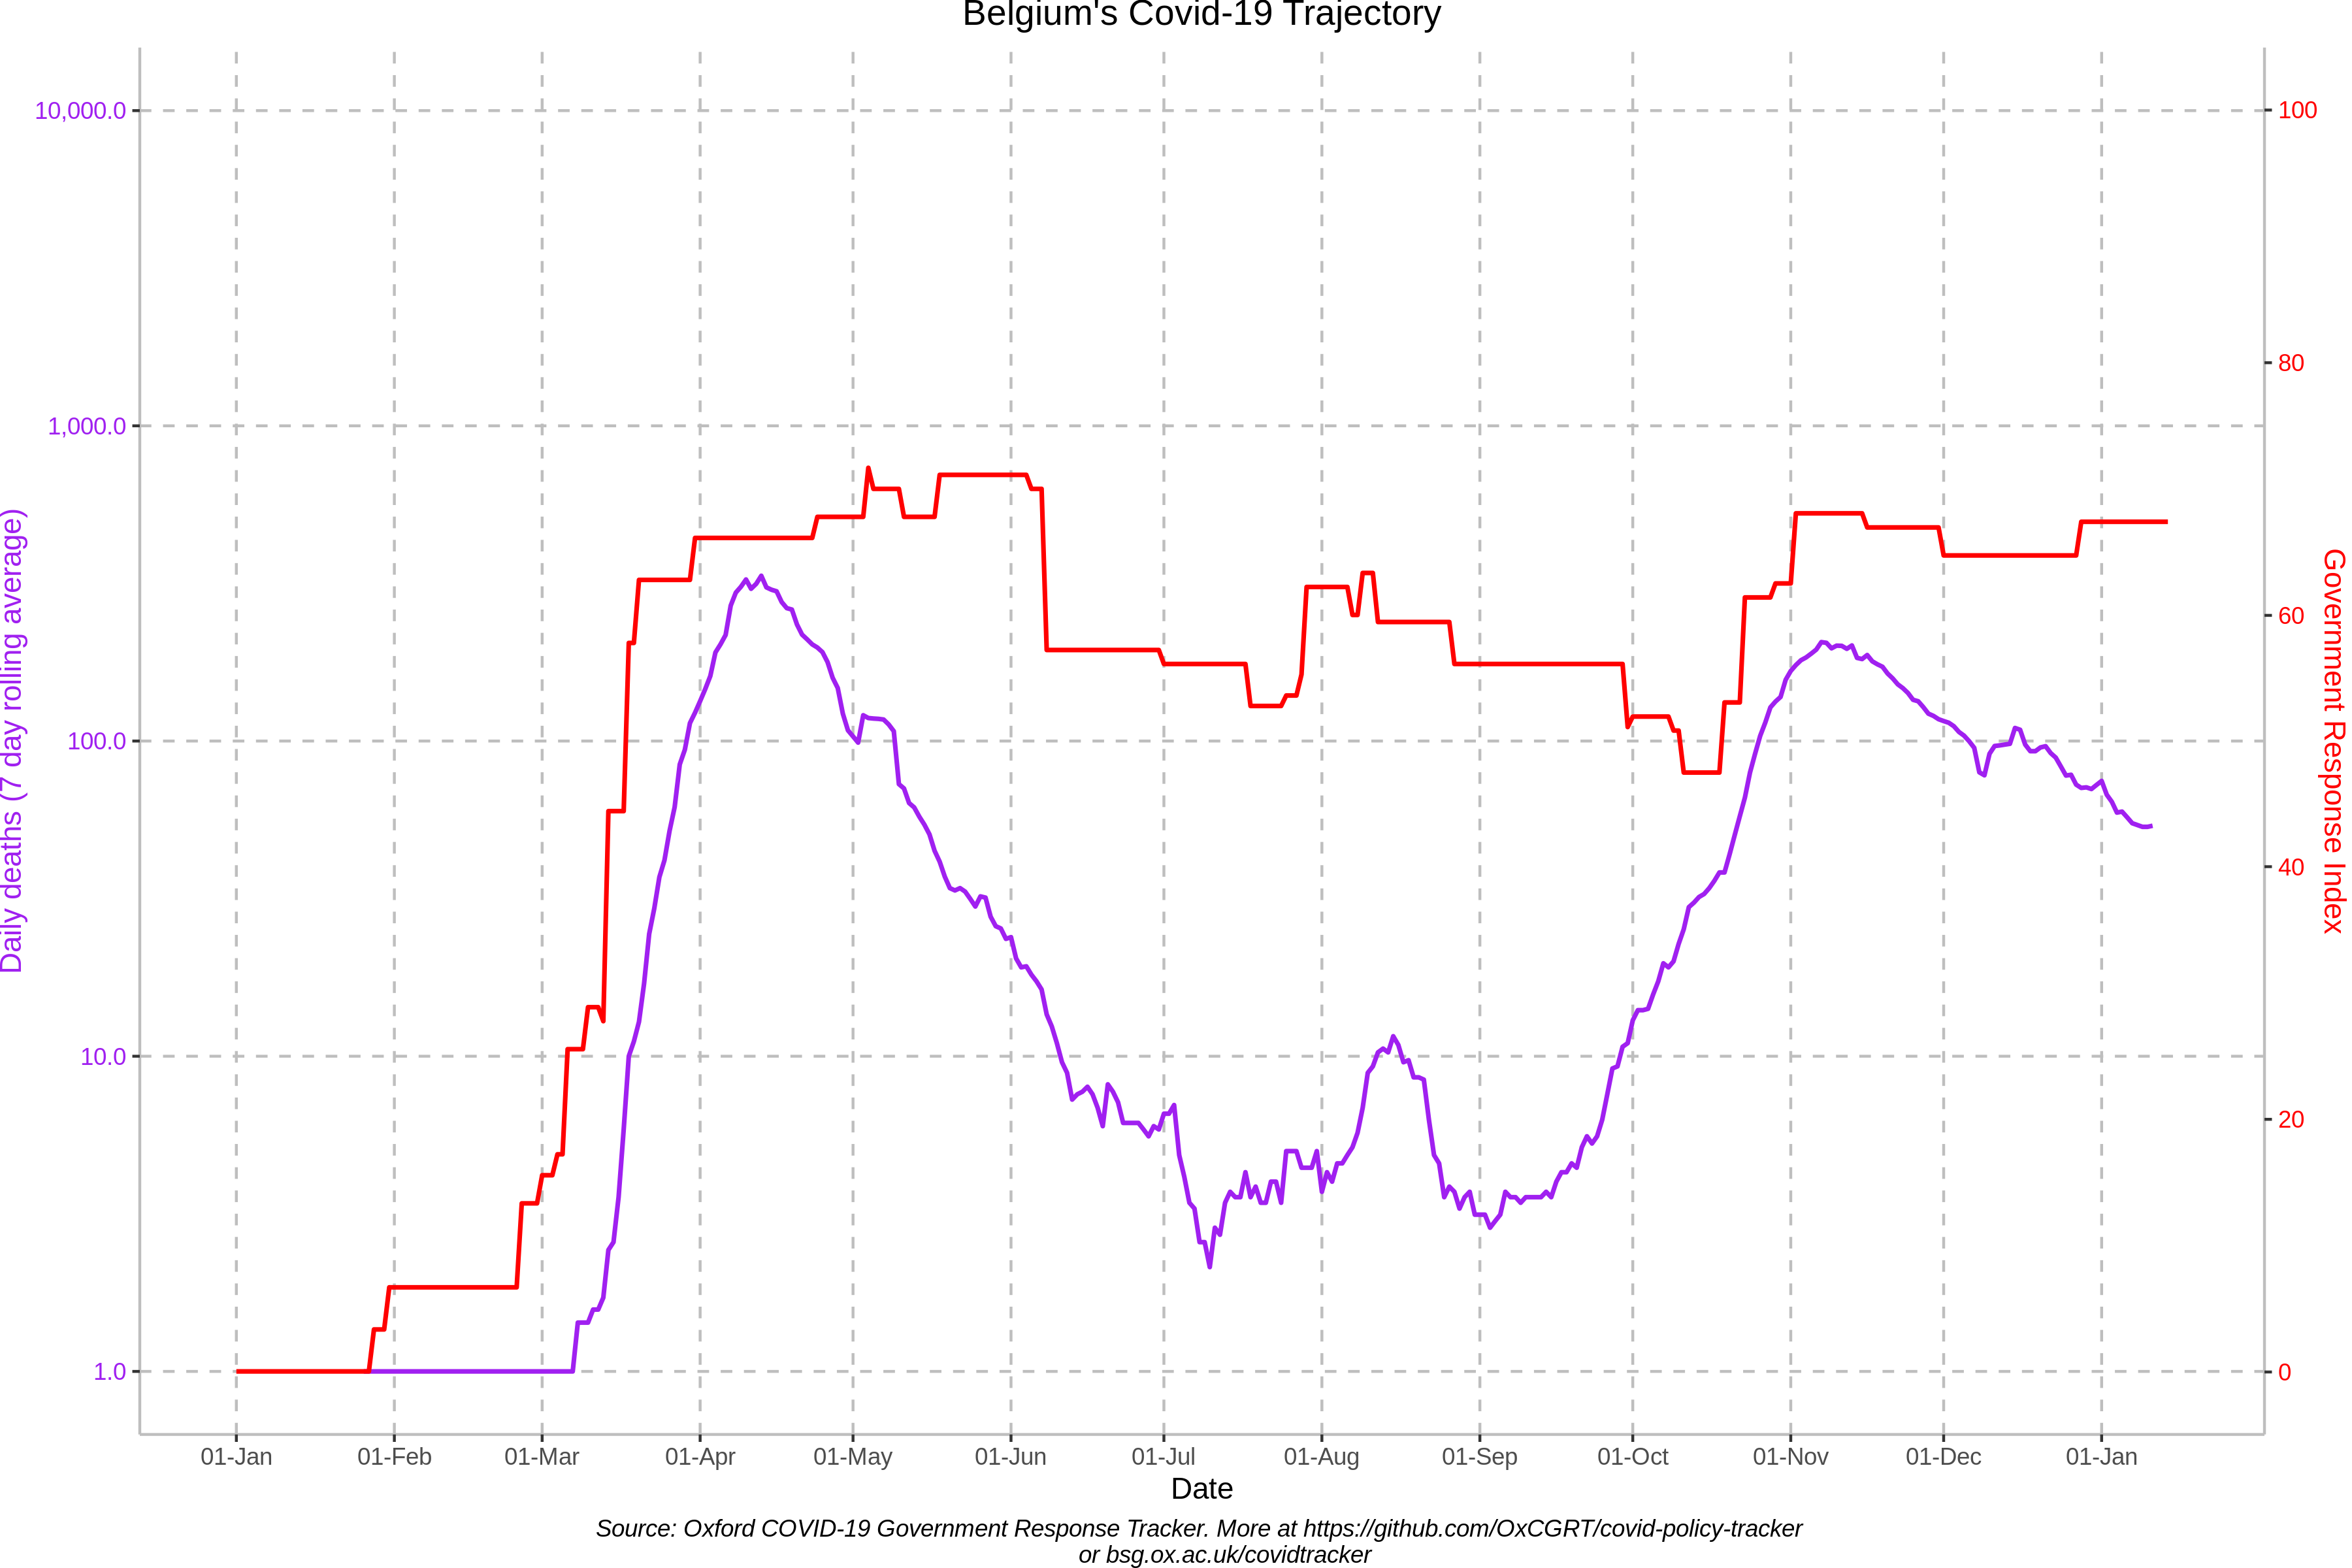 Belgium's Covid-19 Trajectory
10,000.0
1,000.0
100.0
10.0
1.0
Daily deaths (7 day rolling average)
100
80
60
40
20
0
Government Response Index
01-Jan
01-Feb
01-Mar
01-Apr
01-May
01-Jun
01-Jul
01-Aug
01-Sep
01-Oct
01-Nov
01-Dec
01-Jan
Date
Source: Oxford COVID-19 Government Response Tracker. More at https://github.com/OxCGRT/covid-policy-tracker
or bsg.ox.ac.uk/covidtracker